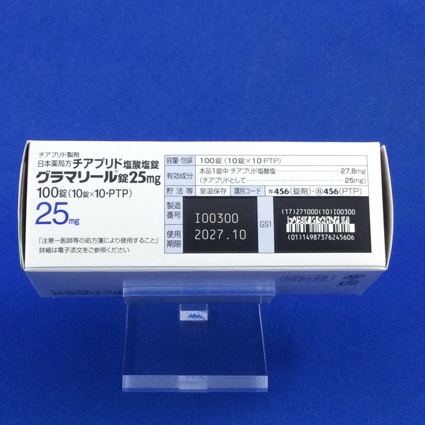 チアプリド製剤
日本薬局方 チアプリド塩酸塩錠
グラマリール錠25mg
100錠(10錠×10・PTP)
25mg
「注意－医師等の処方箋により使用すること」
詳細は電子添文をご参照ください
容量・包装 100錠(10錠×10・PTP)
有効成分 本品1錠中 チアプリド塩酸塩 27.8mg
(チアプリドとして 25mg)
貯法等 室温保存 識別コード 456(錠剤)・456(PTP)
製造番号 I00300
使用期限 2027.10
GS1
(17)271000(10)I00300
(01)14987376245606